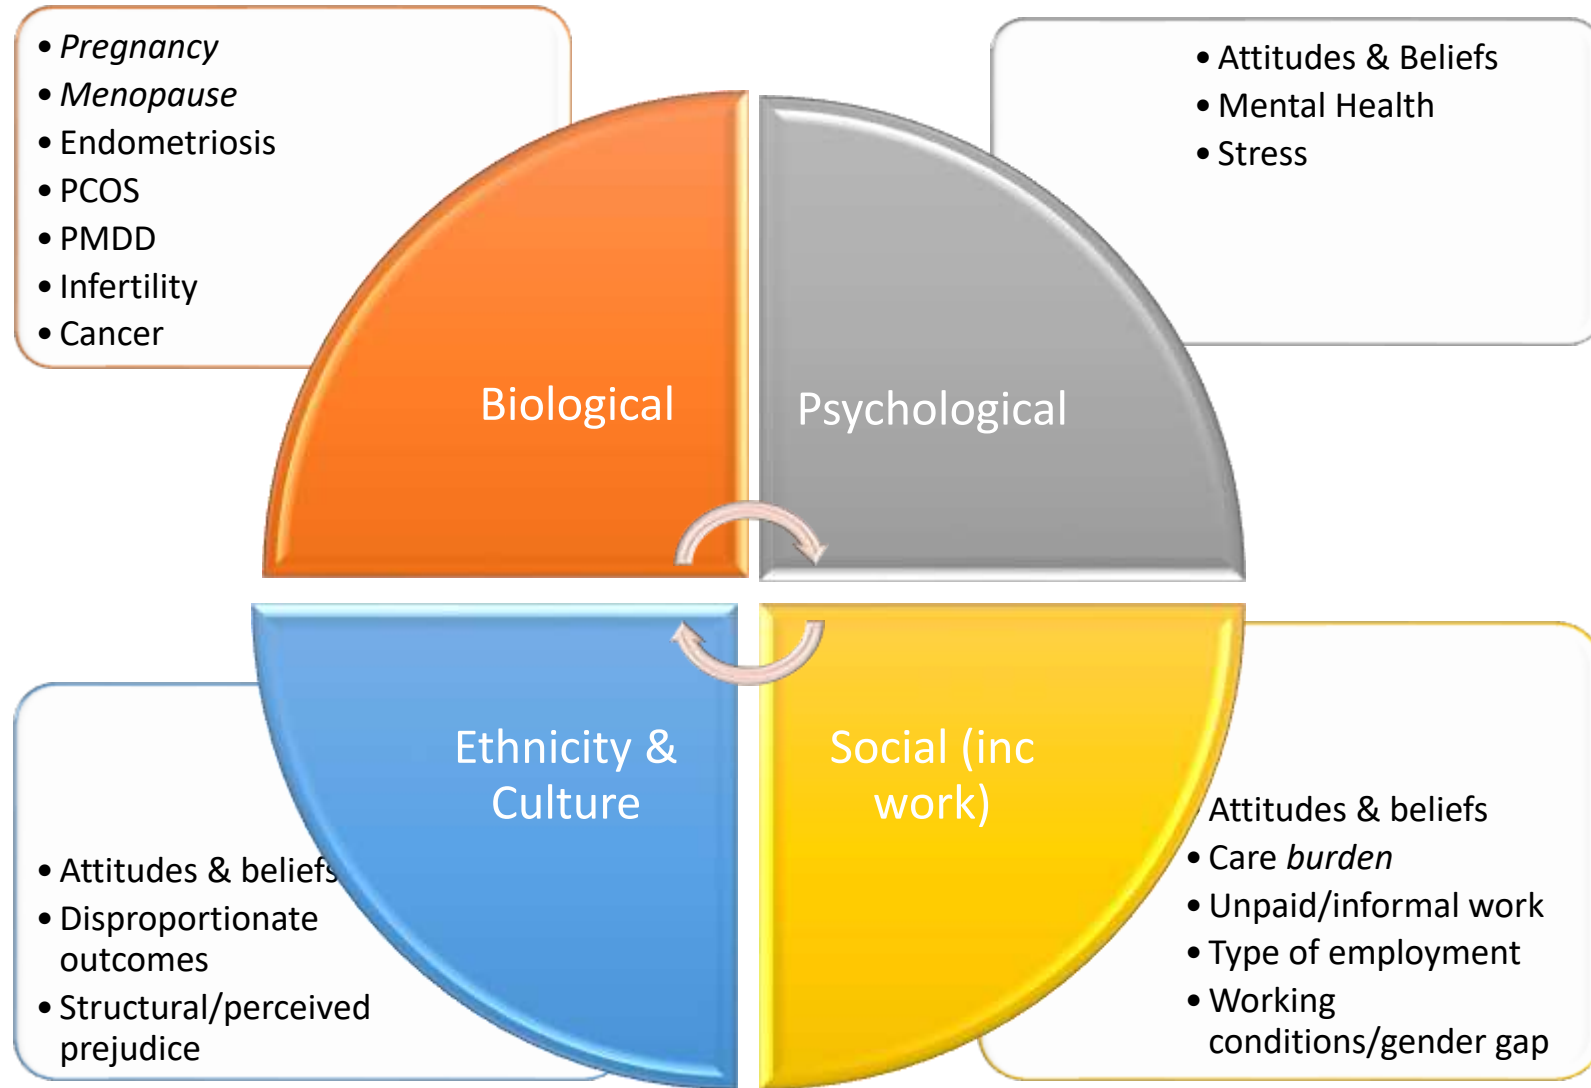 • Pregnancy
• Menopause
• Endometriosis
• PCOS
• PMDD
• Infertility
• Cancer
• Attitudes & Beliefs
• Mental Health
• Stress
Biological
Psychological
Ethnicity &
Culture
Social (inc
work)
• Attitudes & beliefs
• Disproportionate
outcomes
• Structural/perceived
prejudice
Attitudes & beliefs
• Care burden
• Unpaid/informal work
• Type of employment
• Working
conditions/gender gap